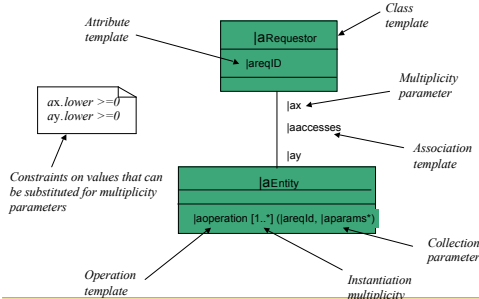 Attribute
template
Class
template
|aRequestor
|areqID
ax.lower >=0
ay.lower >=0
Multiplicity
parameter
|ax
|aaccesses
|ay
Association
template
Constraints on values that can
be substituted for multiplicity
parameters
|aEntity
|aoperation [1..*] (|areqId, |aparams*)
Collection
parameter
Operation
template
Instantiation
multiplicity